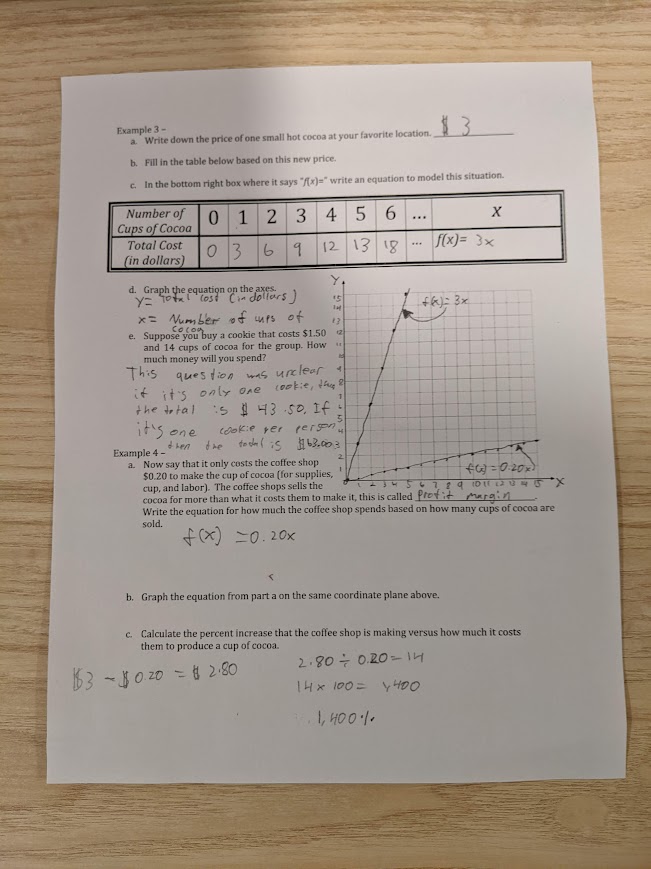 Example 3 –
a. Write down the price of one small hot cocoa at your favorite location. $ 3
b. Fill in the table below based on this new price.
c. In the bottom right box where it says "f(x)=" write an equation to model this situation.
Number of Cups of Cocoa 0 1 2 3 4 5 6 ... X
Total Cost (in dollars) 0 3 6 9 12 13 18 ... f(x)= 3x
d. Graph the equation on the axes.
y= Total cost (in dollars)
x= Number of cups of
cocoa
e. Suppose you buy a cookie that costs $1.50
and 14 cups of cocoa for the group. How
much money will you spend?
This question was unclear
if it's only one cookie, then
the total is $ 43.50. If
it's one cookie per person
then the total is $63.00
Y
15
14
13
12
11
10
9
8
7
6
5
4
3
2
1
0 1 2 3 4 5 6 7 8 9 10 11 12 13 14 15 X
f(x)= 3x
f(x)= 0.20x
Example 4 –
a. Now say that it only costs the coffee shop
$0.20 to make the cup of cocoa (for supplies,
cup, and labor). The coffee shops sells the
cocoa for more than what it costs them to make it, this is called profit margin.
Write the equation for how much the coffee shop spends based on how many cups of cocoa are
sold.
f(x) = 0.20x
b. Graph the equation from part a on the same coordinate plane above.
c. Calculate the percent increase that the coffee shop is making versus how much it costs
them to produce a cup of cocoa.
$3 - $0.20 = $2.80
2.80 ÷ 0.20 = 14
14 x 100 = 1,400
1,400%